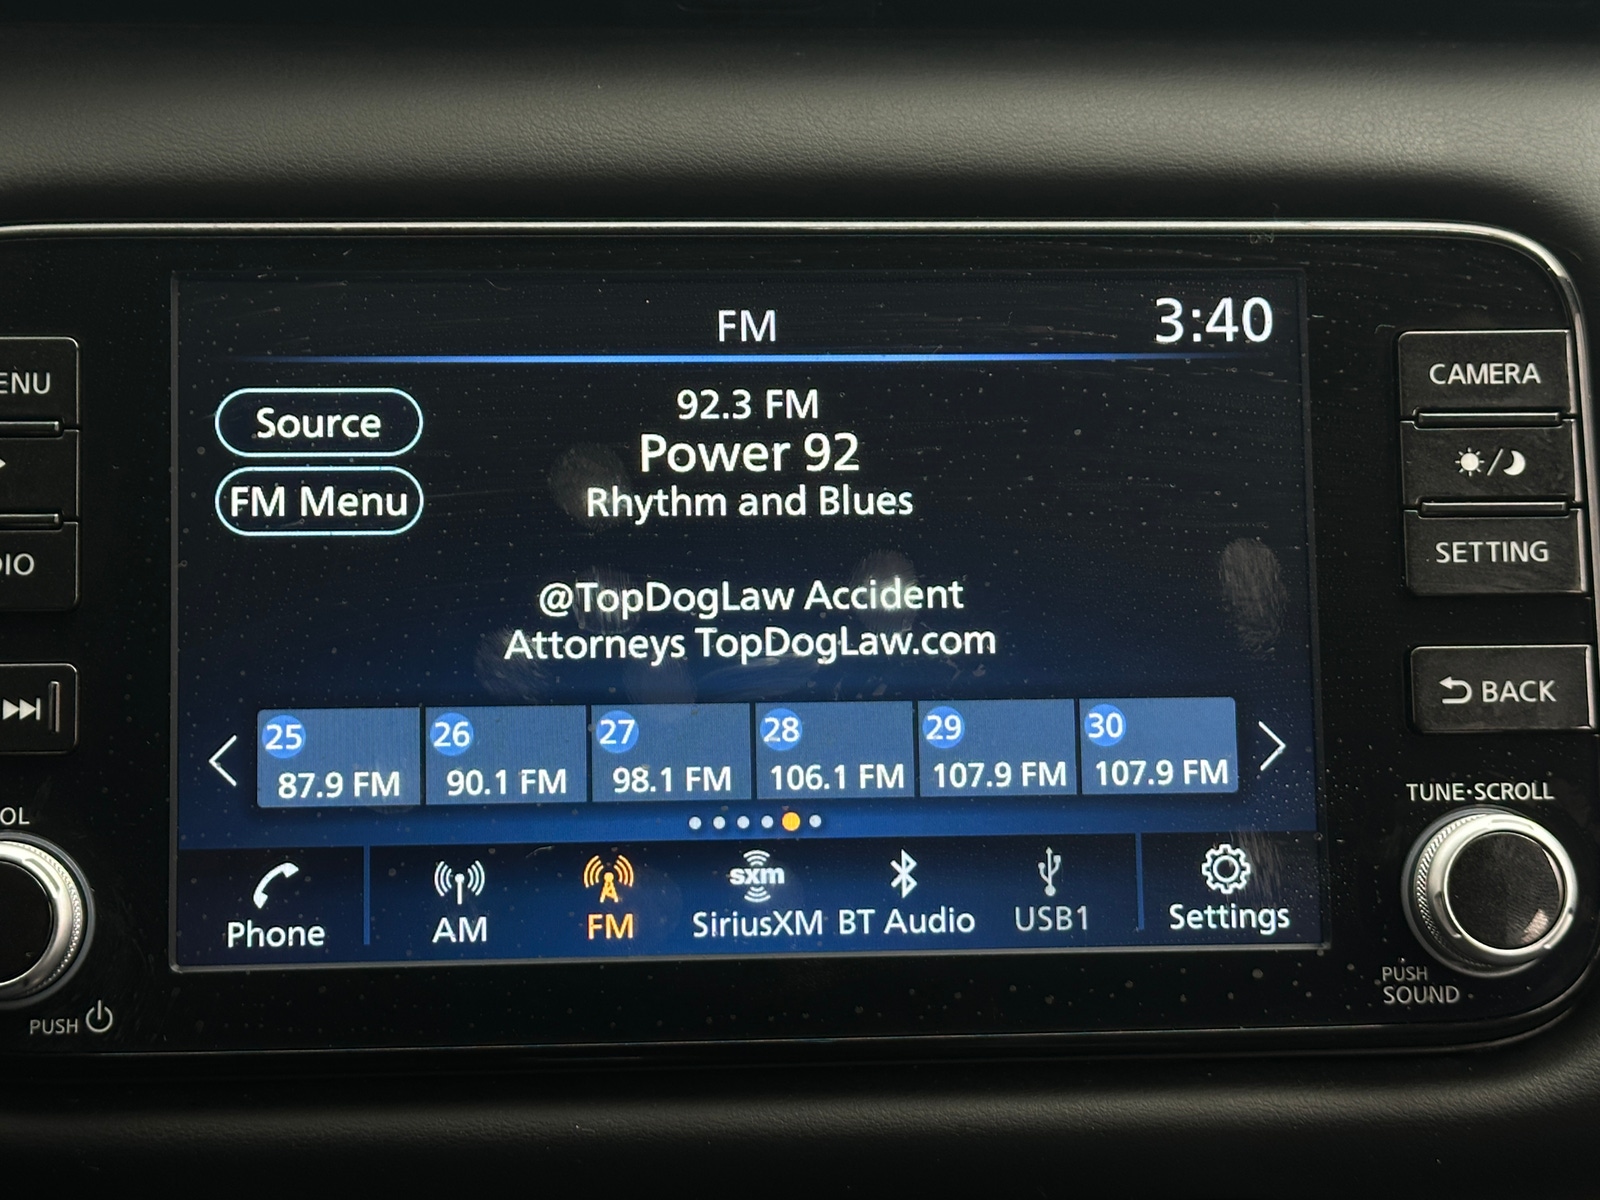 FM
3:40
Source
92.3 FM
Power 92
FM Menu
Rhythm and Blues
@TopDogLaw Accident
Attorneys TopDogLaw.com
25 26 27 28 29 30
87.9 FM 90.1 FM 98.1 FM 106.1 FM 107.9 FM 107.9 FM
sxm
Phone AM FM SiriusXM BT Audio USB1 Settings
ENU
DIO
OL
PUSH
CAMERA
SETTING
BACK
TUNE·SCROLL
PUSH
SOUND